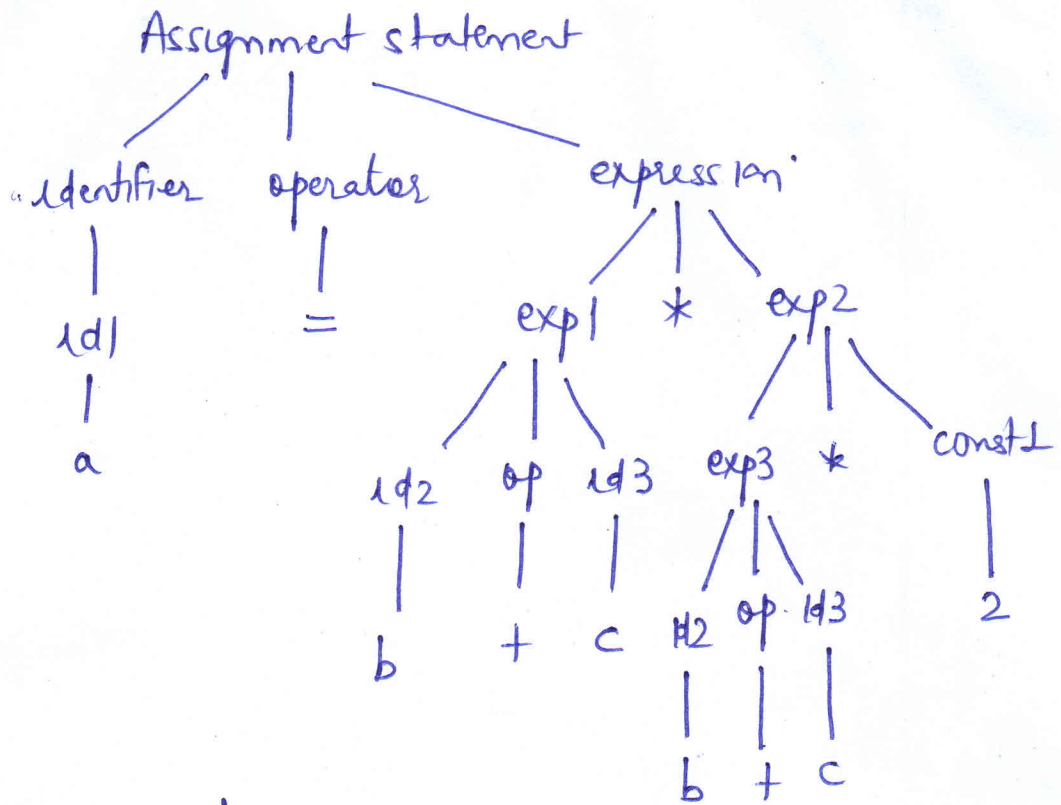 Assignment statement
identifier operator expression
id1 = exp1 * exp2
a id2 op id3 exp3 * const1
b + c id2 op id3 2
b + c